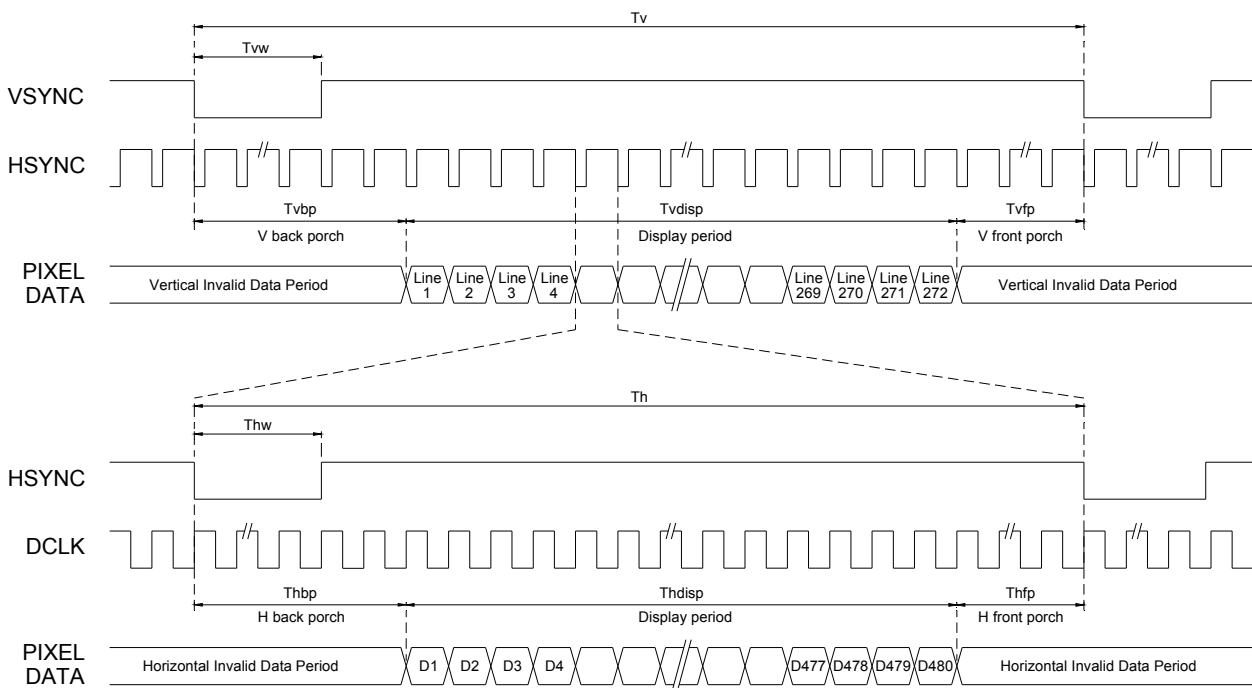 Tv
Tvw
VSYNC
HSYNC
Tvbp
Tvdisp
Tvfp
V back porch
Display period
V front porch
PIXEL
DATA
Vertical Invalid Data Period
Line
1
Line
2
Line
3
Line
4
Line
269
Line
270
Line
271
Line
272
Vertical Invalid Data Period
Th
Thw
HSYNC
DCLK
Thbp
Thdisp
Thfp
H back porch
Display period
H front porch
PIXEL
DATA
Horizontal Invalid Data Period
D1
D2
D3
D4
D477
D478
D479
D480
Horizontal Invalid Data Period